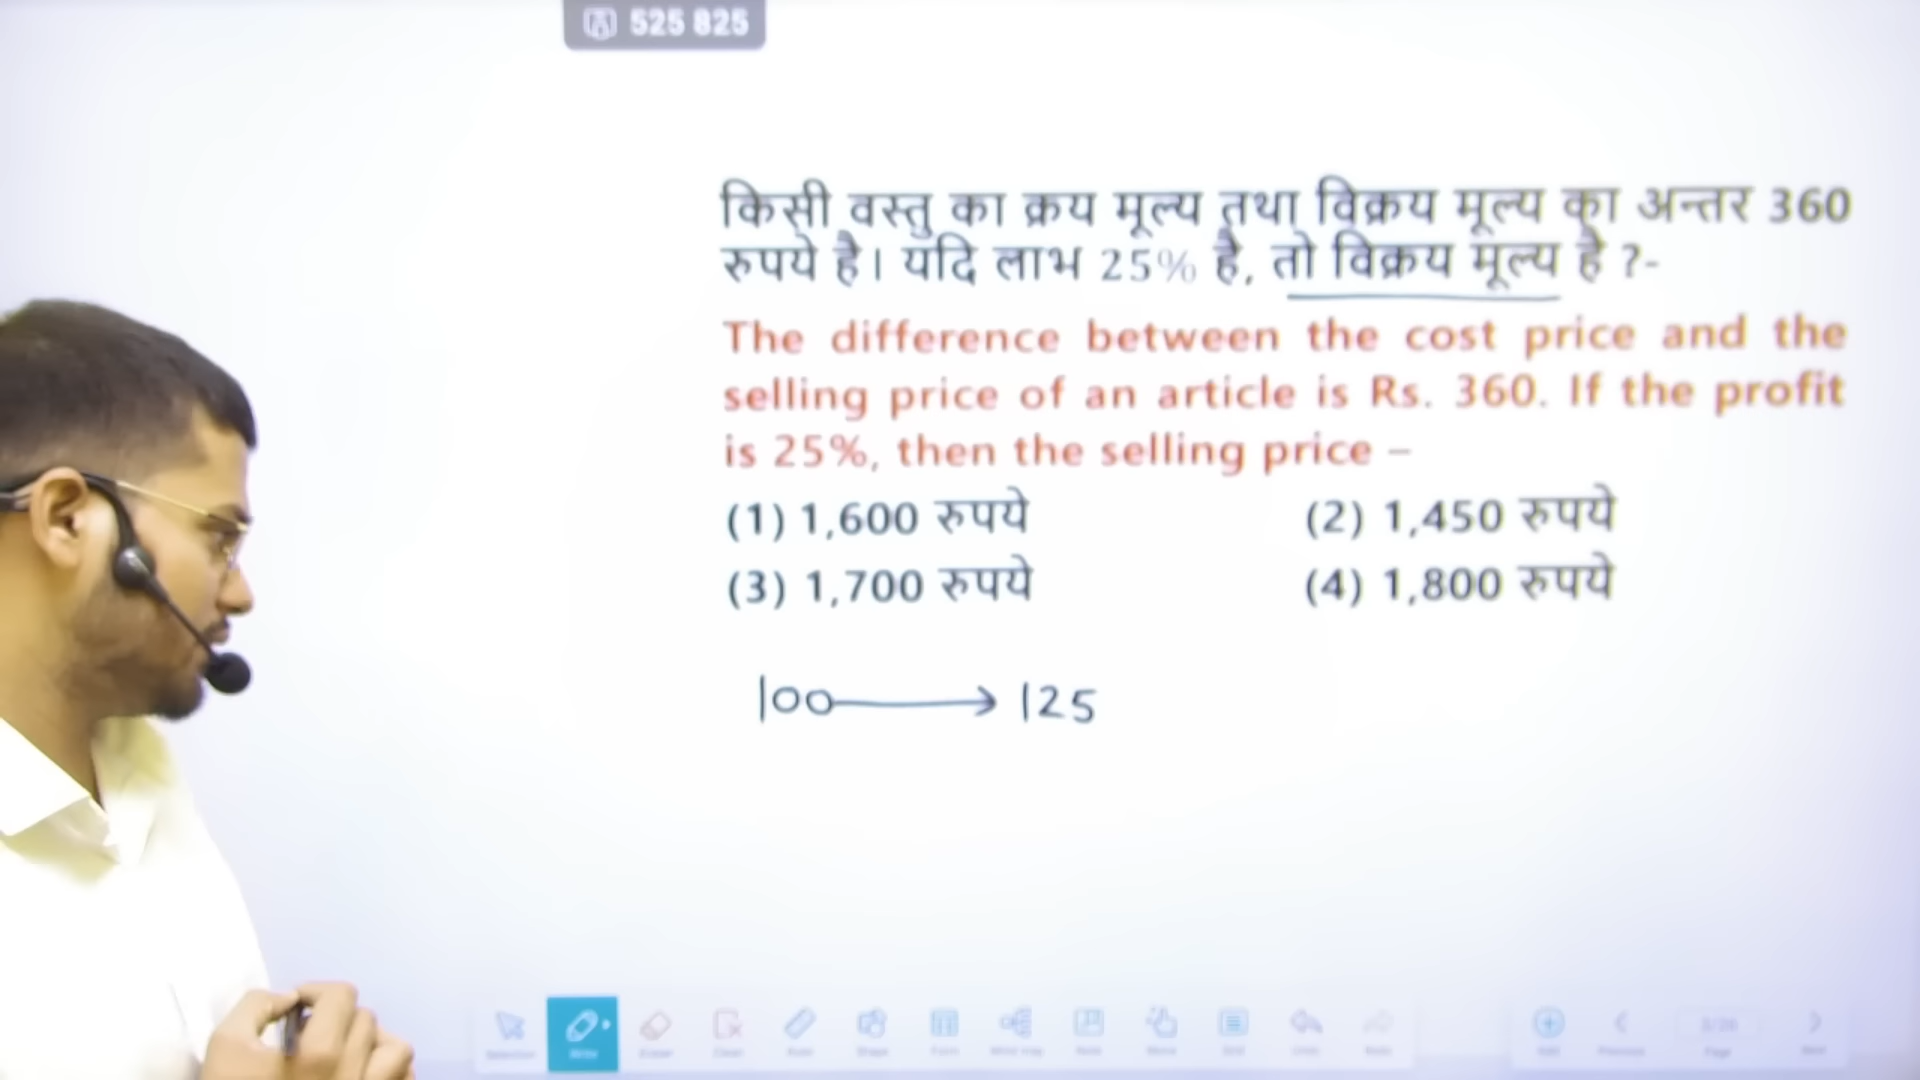 525 825
किसी वस्तु का क्रय मूल्य तथा विक्रय मूल्य का अन्तर 360
रुपये है। यदि लाभ 25% है, तो विक्रय मूल्य है ?-
The difference between the cost price and the
selling price of an article is Rs. 360. If the profit
is 25%, then the selling price –
(1) 1,600 रुपये (2) 1,450 रुपये
(3) 1,700 रुपये (4) 1,800 रुपये
100 → 125